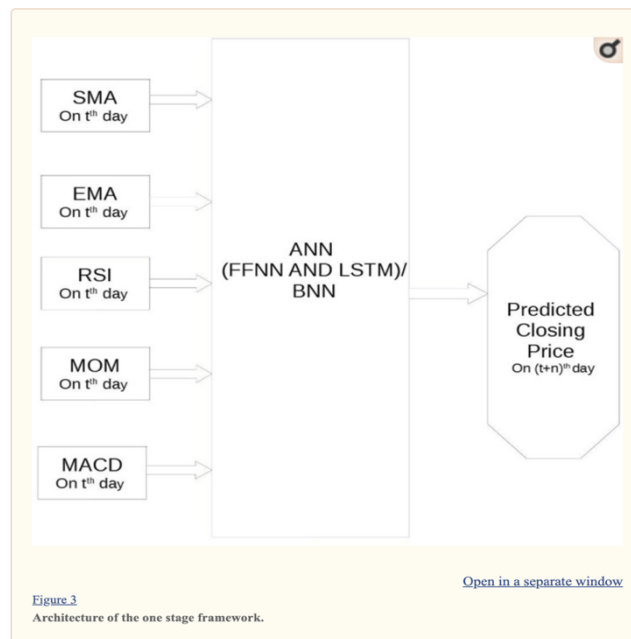 SMA
On tth day
EMA
On tth day
RSI
On tth day
MOM
On tth day
MACD
On tth day
ANN
(FFNN AND LSTM)/
BNN
Predicted
Closing
Price
On (t+n)th day
Open in a separate window
Figure 3
Architecture of the one stage framework.